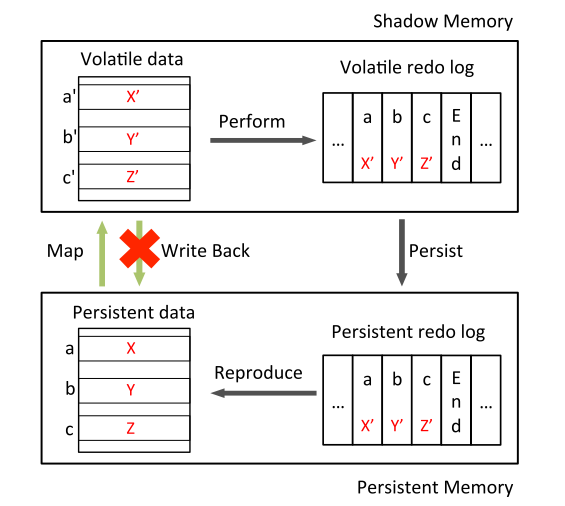 Shadow Memory
Volatile data
a' X'
b' Y'
c' Z'
Perform
Volatile redo log
... a b c End ...
X' Y' Z'
Map
Write Back
Persist
Persistent data
a X
b Y
c Z
Reproduce
Persistent redo log
... a b c End ...
X' Y' Z'
Persistent Memory